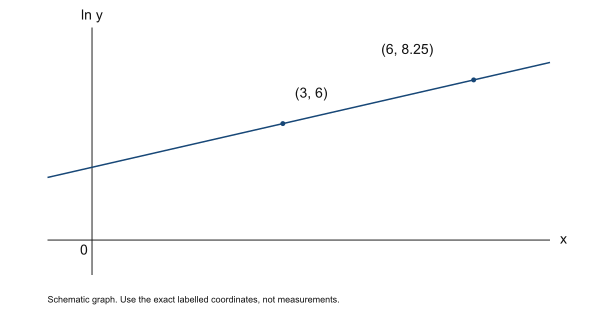 ln y
(6, 8.25)
(3, 6)
x
0
Schematic graph. Use the exact labelled coordinates, not measurements.